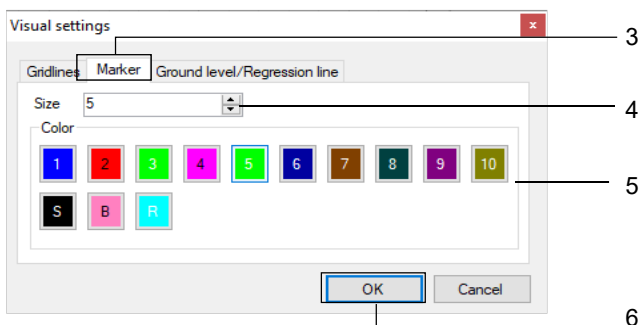 Visual settings x
3
Gridlines Marker Ground level/Regression line
Size 5
4
Color
1 2 3 4 5 6 7 8 9 10
5
S B R
OK Cancel
6